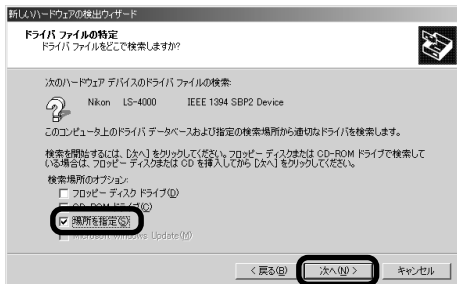 新しいハードウェアの検出ウィザード
ドライバ ファイルの特定
ドライバ ファイルをどこで検索しますか?
次のハードウェア デバイスのドライバ ファイルの検索:
Nikon LS-4000 IEEE 1394 SBP2 Device
このコンピュータ上のドライバ データベースおよび指定の検索場所から適切なドライバを検索します。
検索を開始するには、[次へ] をクリックしてください。フロッピー ディスクまたは CD-ROM ドライブで検索して
いる場合は、フロッピー ディスクまたは CD を挿入してから [次へ] をクリックしてください。
検索場所のオプション:
フロッピー ディスク ドライブ(D)
CD-ROM ドライブ(C)
場所を指定(S)
Microsoft Windows Update(M)
< 戻る(B)
次へ(N) >
キャンセル